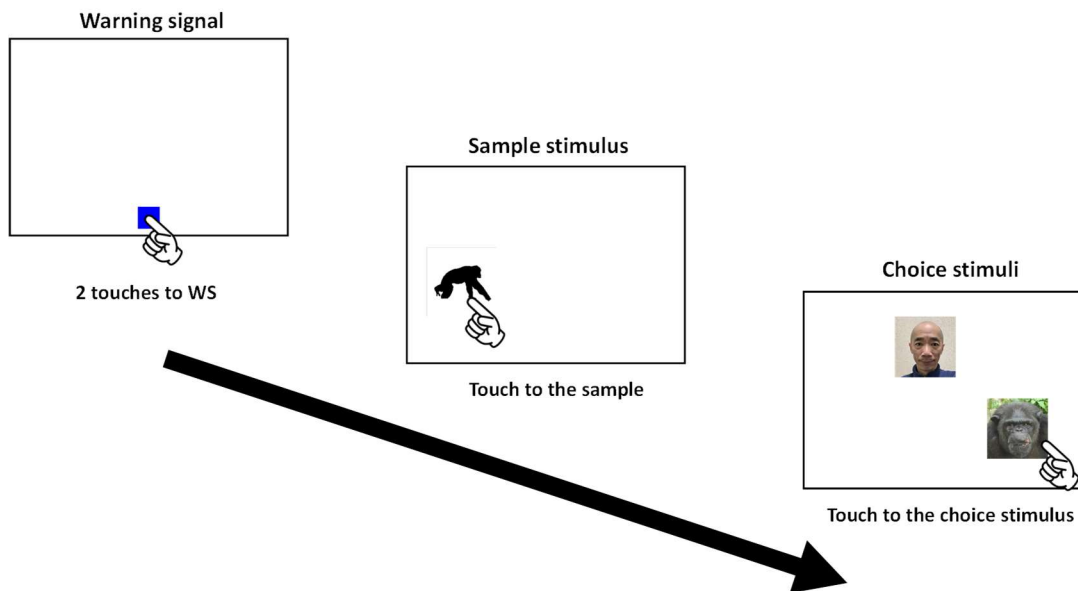 Warning signal
2 touches to WS
Sample stimulus
Touch to the sample
Choice stimuli
Touch to the choice stimulus